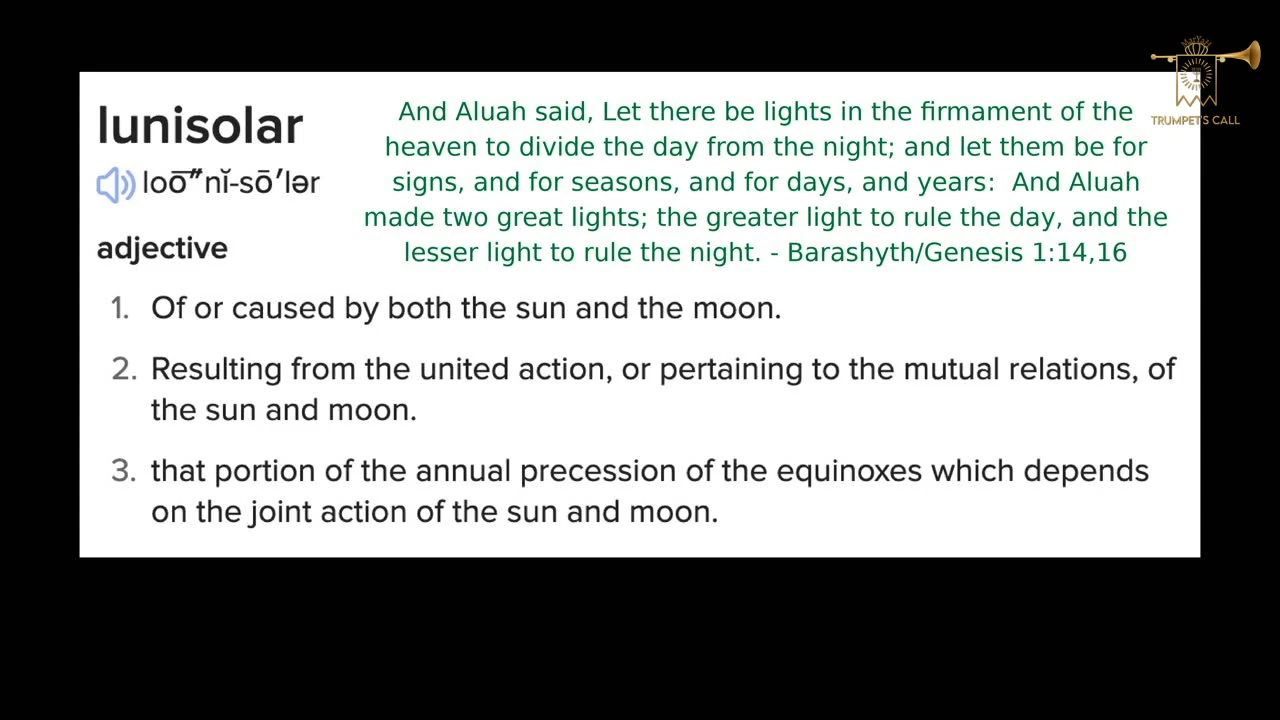 lunisolar
lo͞o″nĭ-sō′lər
adjective
And Aluah said, Let there be lights in the firmament of the
heaven to divide the day from the night; and let them be for
signs, and for seasons, and for days, and years:  And Aluah
made two great lights; the greater light to rule the day, and the
lesser light to rule the night. - Barashyth/Genesis 1:14,16
1. Of or caused by both the sun and the moon.
2. Resulting from the united action, or pertaining to the mutual relations, of
the sun and moon.
3. that portion of the annual precession of the equinoxes which depends
on the joint action of the sun and moon.
TRUMPET'S CALL